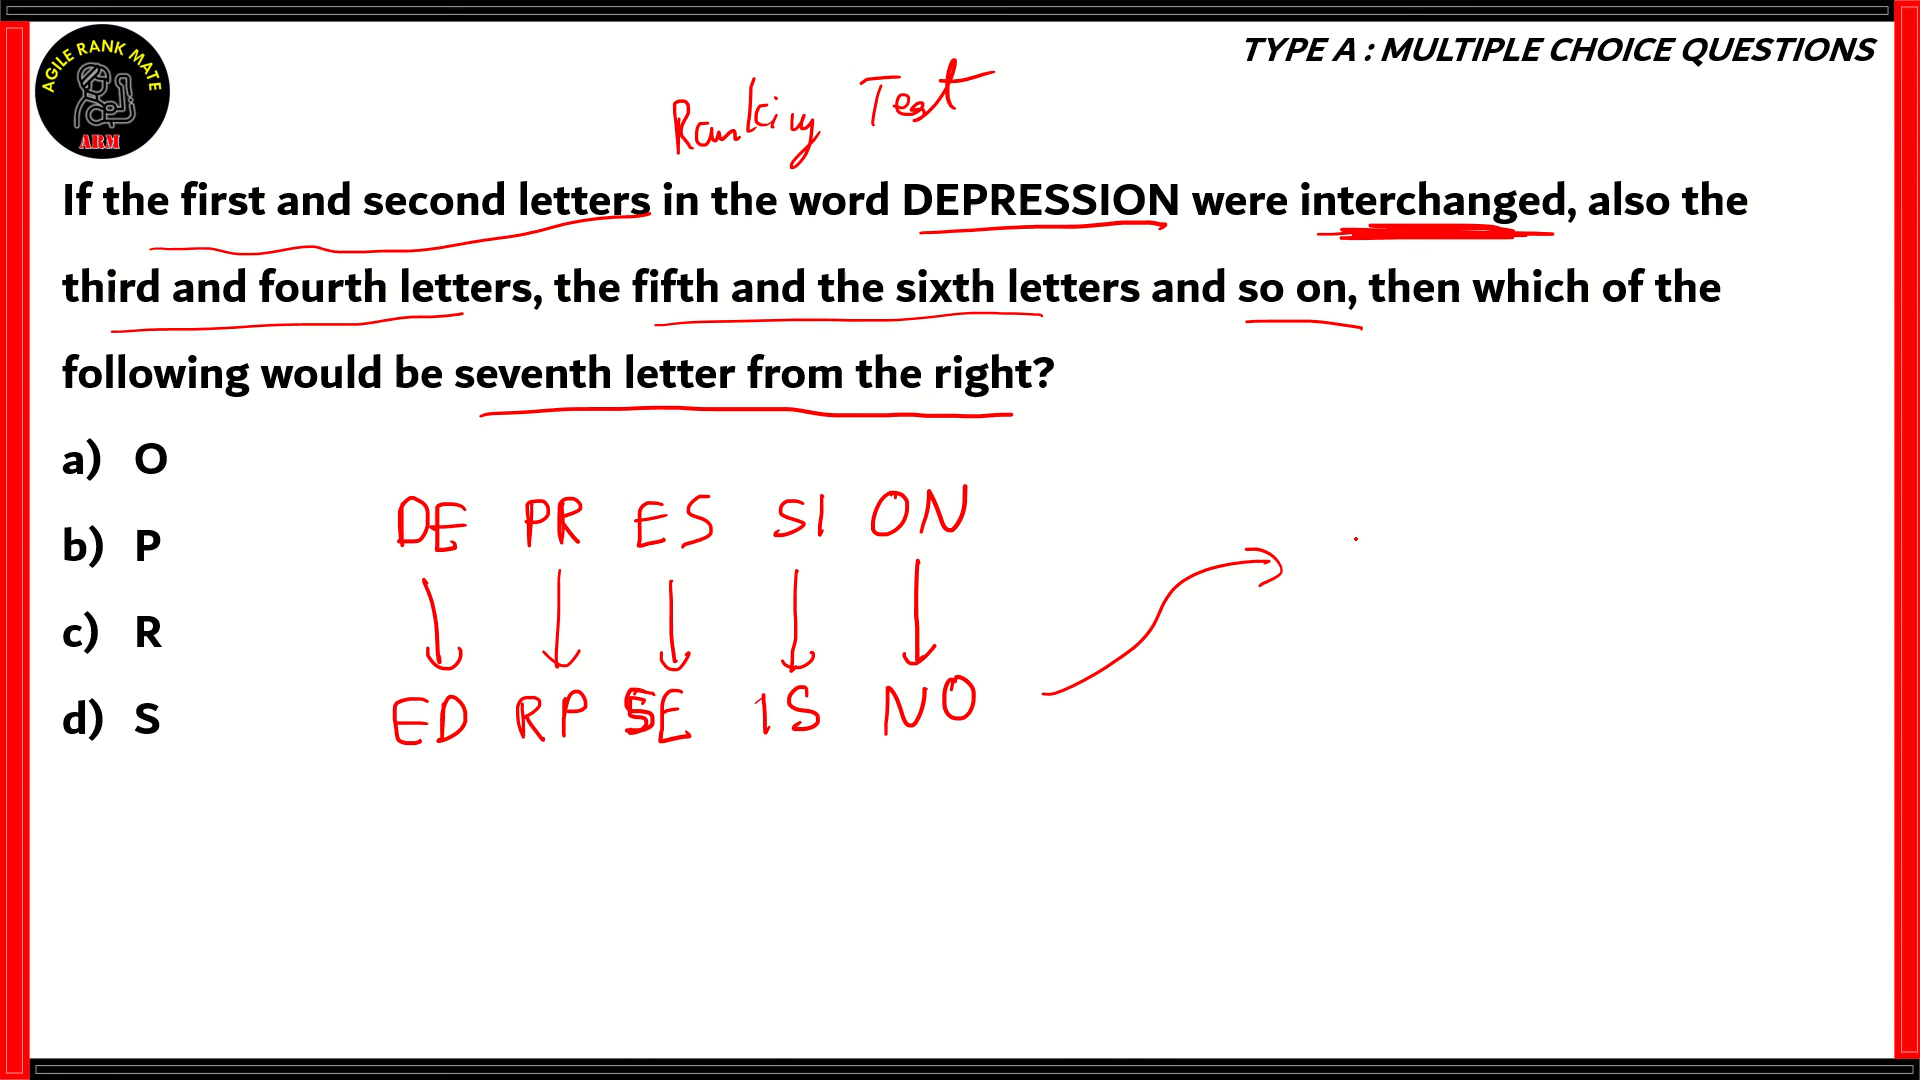 AGILE RANK MATE
ARM
TYPE A : MULTIPLE CHOICE QUESTIONS
Ranking Test
If the first and second letters in the word DEPRESSION were interchanged, also the
third and fourth letters, the fifth and the sixth letters and so on, then which of the
following would be seventh letter from the right?
a) O
b) P
c) R
d) S
DE PR ES SI ON
ED RP SE IS NO